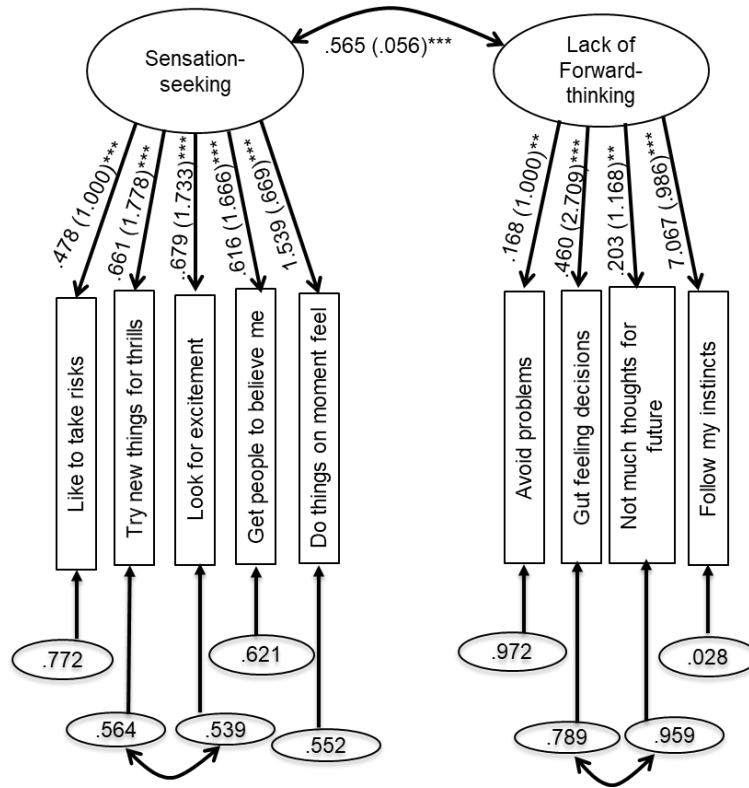 Sensation-
seeking
.565 (.056)***
Lack of
Forward-
thinking
.478 (1.000)***
.661 (1.778)***
.679 (1.733)***
.616 (1.666)***
1.539 (.669)***
.168 (1.000)**
.460 (2.709)***
.203 (1.168)**
7.067 (.986)***
Like to take risks
Try new things for thrills
Look for excitement
Get people to believe me
Do things on moment feel
Avoid problems
Gut feeling decisions
Not much thoughts for
future
Follow my instincts
.772
.621
.972
.028
.564
.539
.552
.789
.959